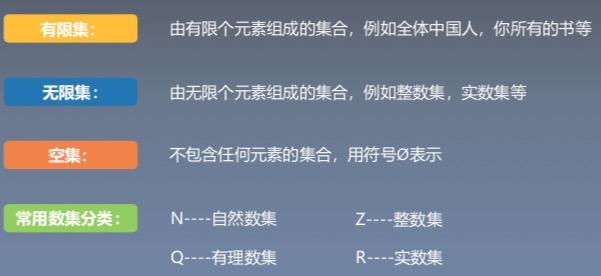 有限集： 由有限个元素组成的集合，例如全体中国人，你所有的书等
无限集： 由无限个元素组成的集合，例如整数集，实数集等
空集： 不包含任何元素的集合，用符号Ø表示
常用数集分类： N----自然数集 Z----整数集
Q----有理数集 R----实数集